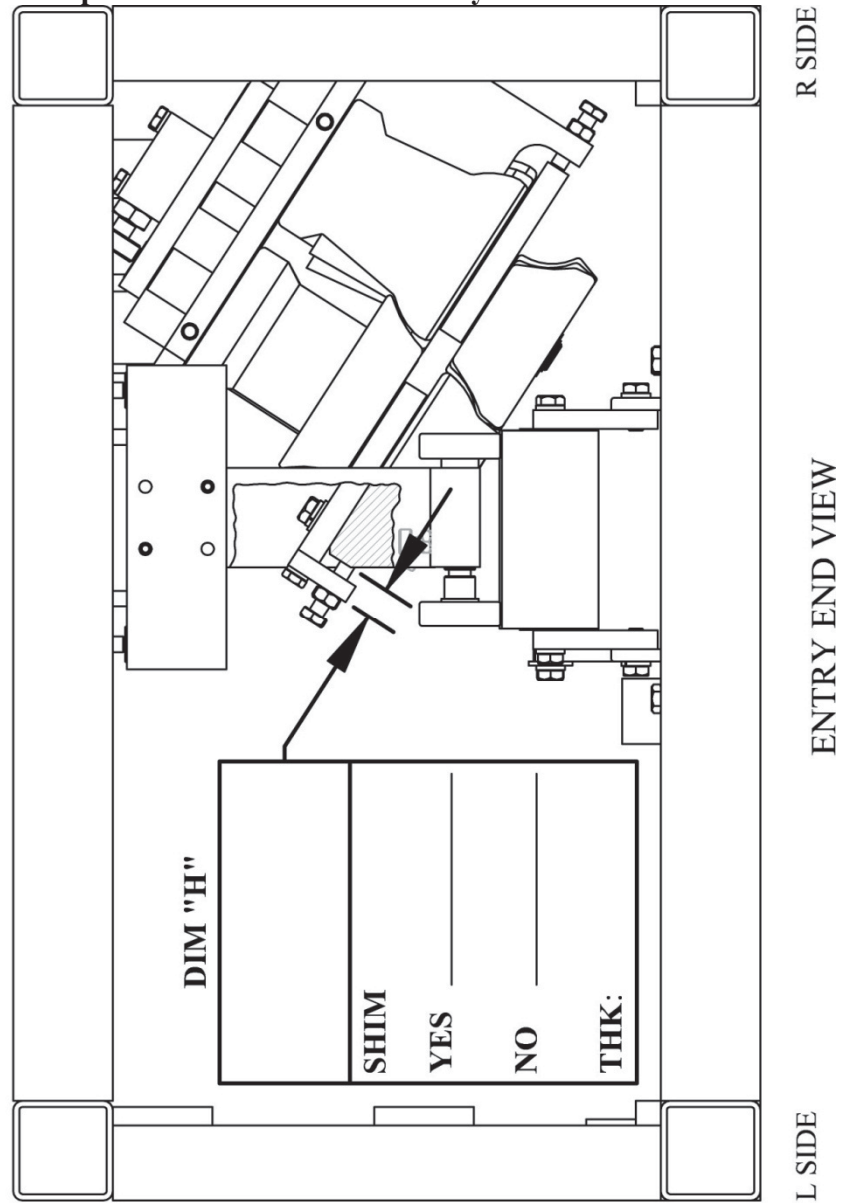 DIM "H"
SHIM
YES
NO
THK:
L SIDE
ENTRY END VIEW
R SIDE